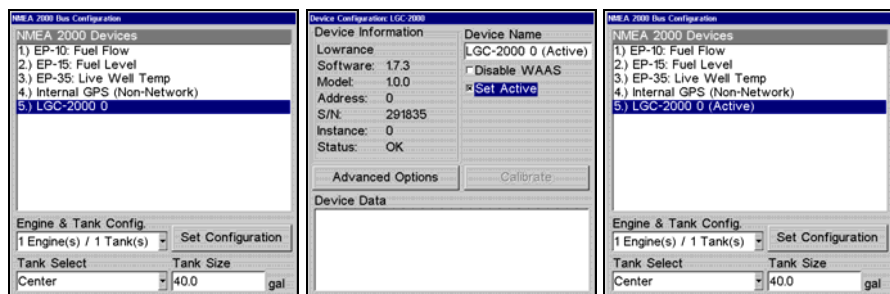 NMEA 2000 Bus Configuration
NMEA 2000 Devices
1.) EP-10: Fuel Flow
2.) EP-15: Fuel Level
3.) EP-35: Live Well Temp
4.) Internal GPS (Non-Network)
5.) LGC-2000 0
Engine & Tank Config.
1 Engine(s) / 1 Tank(s)
Set Configuration
Tank Select
Tank Size
Center
40.0
gal
Device Configuration: LGC-2000
Device Information
Lowrance
Software: 1.7.3
Model: 1.0.0
Address: 0
S/N: 291835
Instance: 0
Status: OK
Device Name
LGC-2000 0 (Active)
Disable WAAS
Set Active
Advanced Options
Calibrate
Device Data
NMEA 2000 Bus Configuration
NMEA 2000 Devices
1.) EP-10: Fuel Flow
2.) EP-15: Fuel Level
3.) EP-35: Live Well Temp
4.) Internal GPS (Non-Network)
5.) LGC-2000 0 (Active)
Engine & Tank Config.
1 Engine(s) / 1 Tank(s)
Set Configuration
Tank Select
Tank Size
Center
40.0
gal